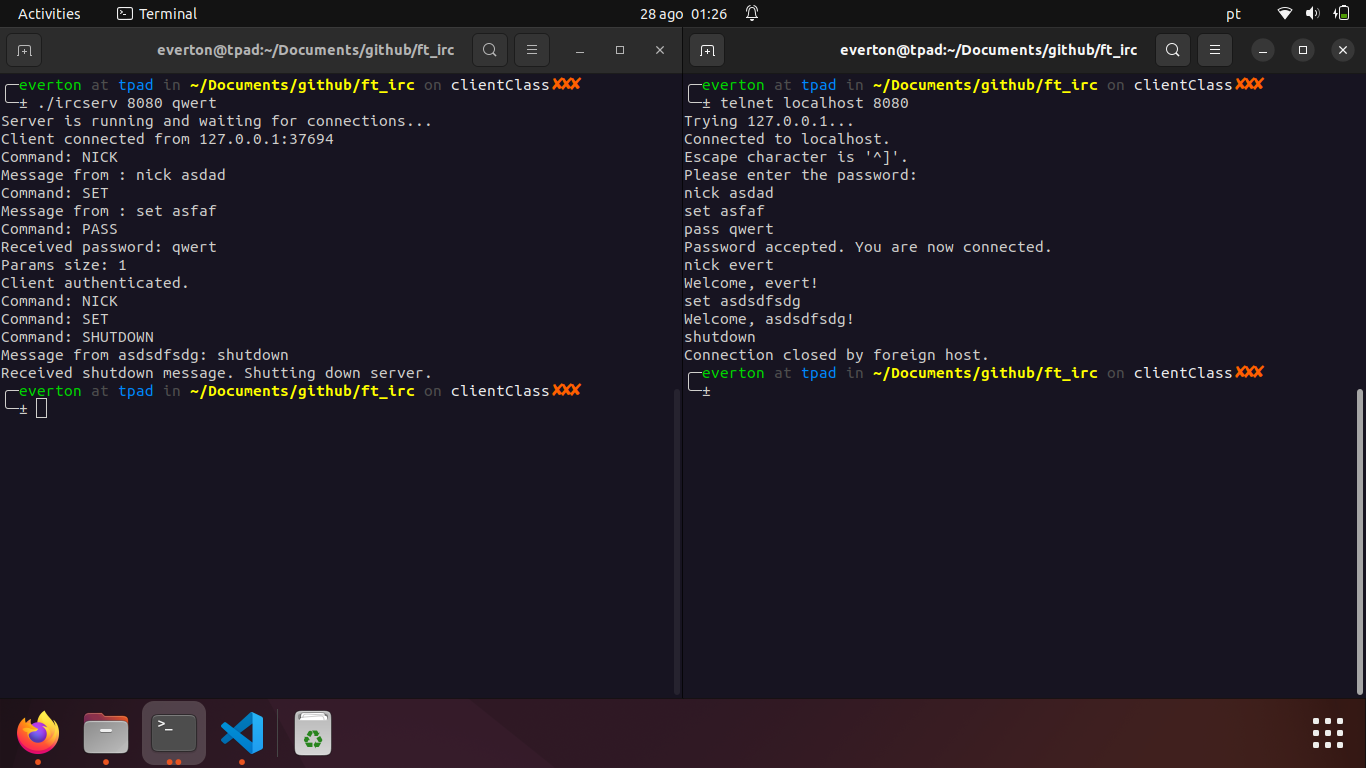 Activities
Terminal
28 ago 01:26
pt
everton@tpad:~/Documents/github/ft_irc
everton at tpad in ~/Documents/github/ft_irc on clientClass✘✘✘
± ./ircserv 8080 qwert
Server is running and waiting for connections...
Client connected from 127.0.0.1:37694
Command: NICK
Message from : nick asdad
Command: SET
Message from : set asfaf
Command: PASS
Received password: qwert
Params size: 1
Client authenticated.
Command: NICK
Command: SET
Command: SHUTDOWN
Message from asdsdfsdg: shutdown
Received shutdown message. Shutting down server.
everton at tpad in ~/Documents/github/ft_irc on clientClass✘✘✘
±
everton@tpad:~/Documents/github/ft_irc
everton at tpad in ~/Documents/github/ft_irc on clientClass✘✘✘
± telnet localhost 8080
Trying 127.0.0.1...
Connected to localhost.
Escape character is '^]'.
Please enter the password:
nick asdad
set asfaf
pass qwert
Password accepted. You are now connected.
nick evert
Welcome, evert!
set asdsdfsdg
Welcome, asdsdfsdg!
shutdown
Connection closed by foreign host.
everton at tpad in ~/Documents/github/ft_irc on clientClass✘✘✘
±